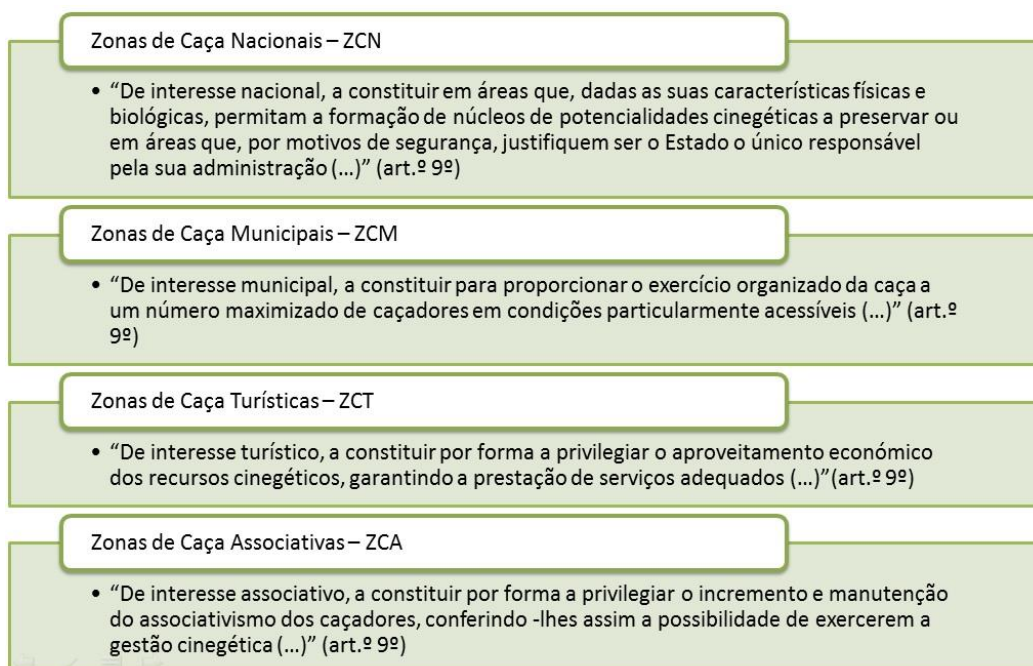 Zonas de Caça Nacionais – ZCN
• “De interesse nacional, a constituir em áreas que, dadas as suas características físicas e
biológicas, permitam a formação de núcleos de potencialidades cinegéticas a preservar ou
em áreas que, por motivos de segurança, justifiquem ser o Estado o único responsável
pela sua administração (...)” (art.º 9º)
Zonas de Caça Municipais – ZCM
• “De interesse municipal, a constituir para proporcionar o exercício organizado da caça a
um número maximizado de caçadores em condições particularmente acessíveis (...)” (art.º
9º)
Zonas de Caça Turísticas – ZCT
• “De interesse turístico, a constituir por forma a privilegiar o aproveitamento económico
dos recursos cinegéticos, garantindo a prestação de serviços adequados (...)”(art.º 9º)
Zonas de Caça Associativas – ZCA
• “De interesse associativo, a constituir por forma a privilegiar o incremento e manutenção
do associativismo dos caçadores, conferindo -lhes assim a possibilidade de exercerem a
gestão cinegética (...)” (art.º 9º)